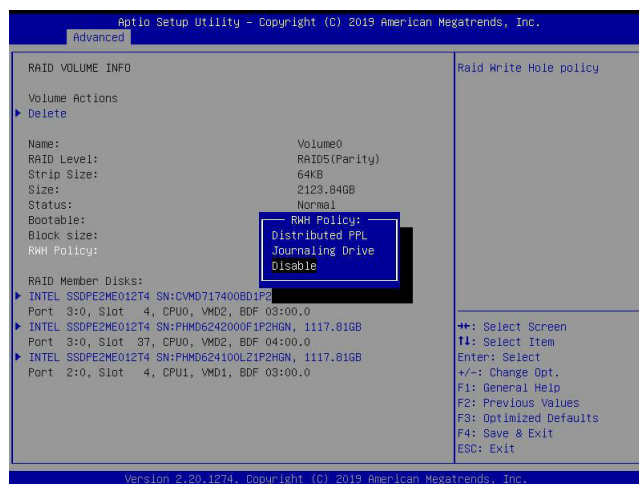 Aptio Setup Utility – Copyright (C) 2019 American Megatrends, Inc.
Advanced
RAID VOLUME INFO
Volume Actions
Delete
Name: Volume0
RAID Level: RAID5(Parity)
Strip Size: 64KB
Size: 2123.84GB
Status: Normal
Bootable:
Block size:
RWH Policy:
RWH Policy:
Distributed PPL
Journaling Drive
Disable
RAID Member Disks:
INTEL SSDPE2ME012T4 SN:CVMD717400BD1P2
Port 3:0, Slot 4, CPU0, VMD2, BDF 03:00.0
INTEL SSDPE2ME012T4 SN:PHMD6242000F1P2HGN, 1117.81GB
Port 3:0, Slot 37, CPU0, VMD2, BDF 04:00.0
INTEL SSDPE2ME012T4 SN:PHMD624100LZ1P2HGN, 1117.81GB
Port 2:0, Slot 4, CPU1, VMD1, BDF 03:00.0
Raid Write Hole policy
→←: Select Screen
↑↓: Select Item
Enter: Select
+/-: Change Opt.
F1: General Help
F2: Previous Values
F3: Optimized Defaults
F4: Save & Exit
ESC: Exit
Version 2.20.1274. Copyright (C) 2019 American Megatrends, Inc.